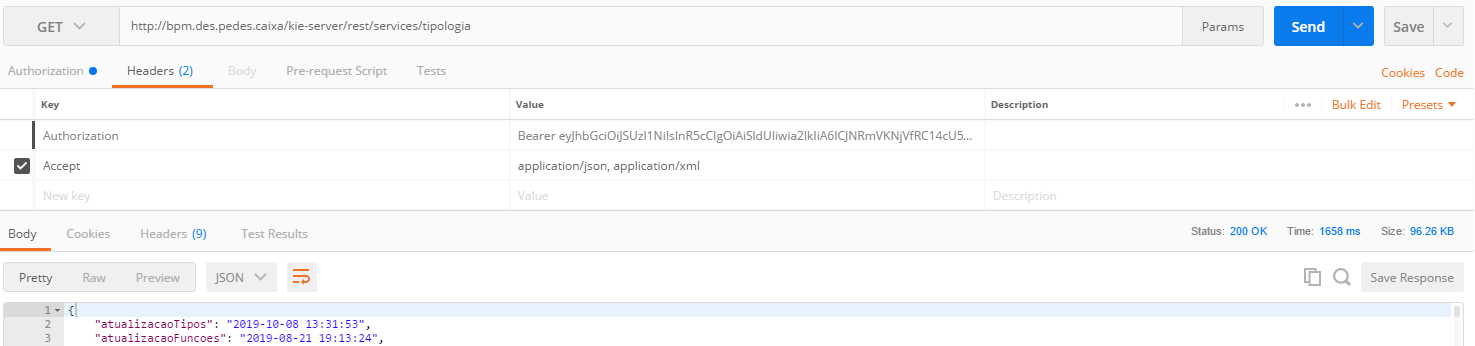 GET http://bpm.des.pedes.caixa/kie-server/rest/services/tipologia Params Send Save
Authorization Headers (2) Body Pre-request Script Tests Cookies Code
Key Value Description ••• Bulk Edit Presets
Authorization Bearer eyJhbGciOiJSUzI1NiIsInR5cCIgOiAiSldUIiwia2lkIiA6ICJNRmVKNjVfRC14cU5...
Accept application/json, application/xml
New key Value Description
Body Cookies Headers (9) Test Results Status: 200 OK Time: 1658 ms Size: 96.26 KB
Pretty Raw Preview JSON Save Response
1 {
2 "atualizacaoTipos": "2019-10-08 13:31:53",
3 "atualizacaoFuncoes": "2019-08-21 19:13:24",